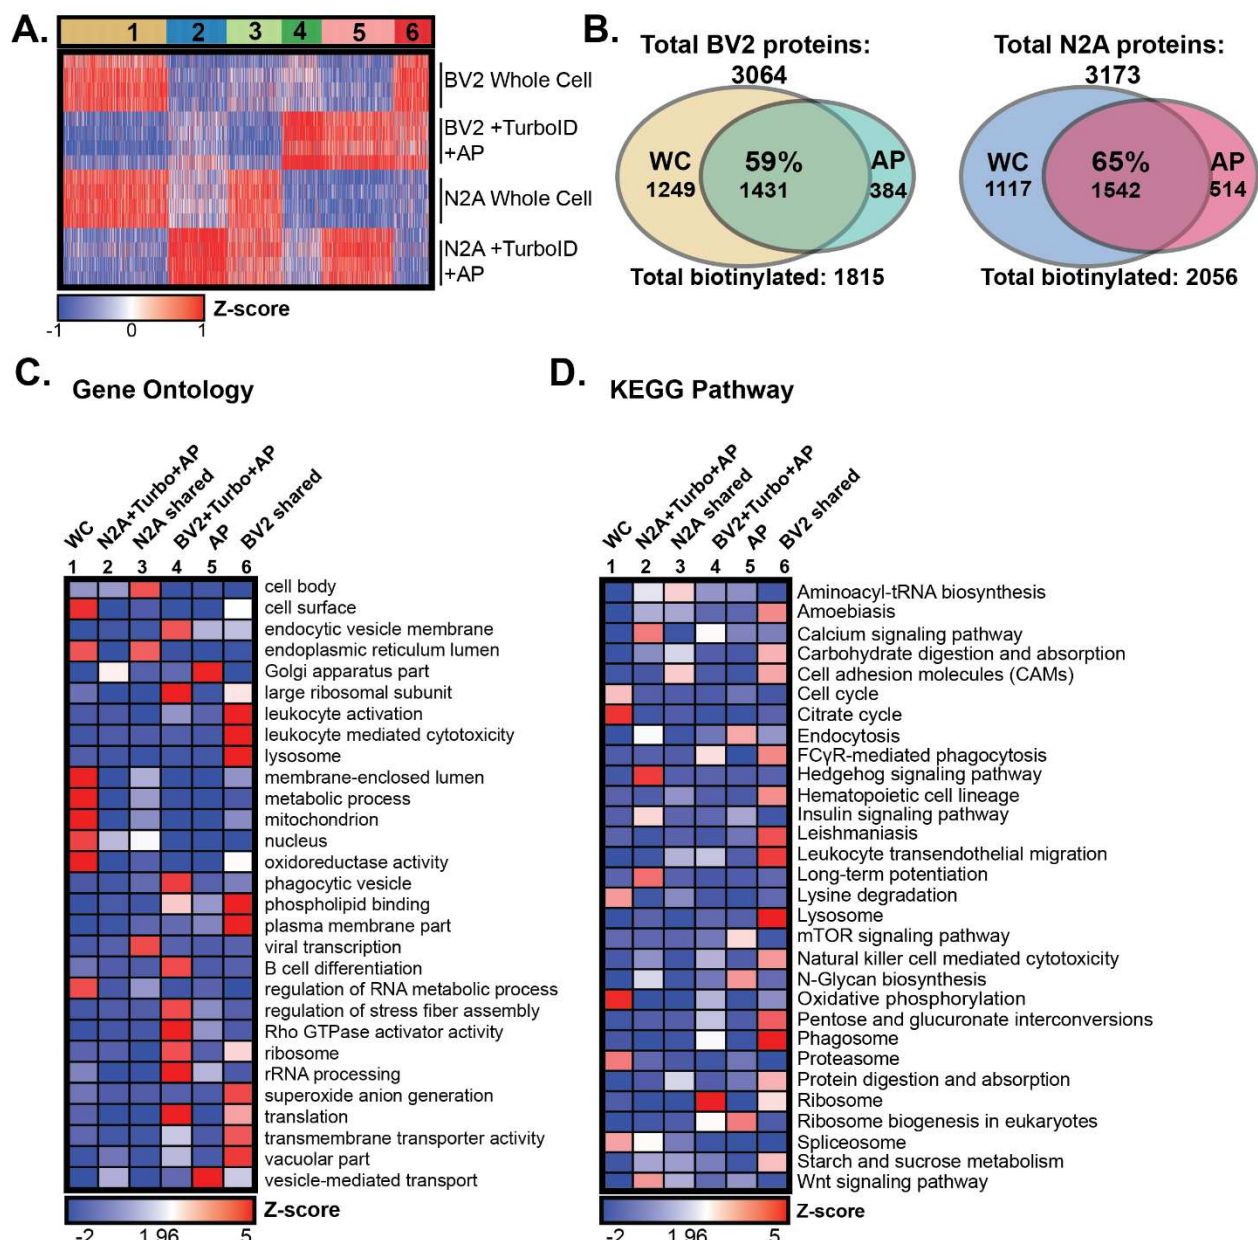 A.
1 2 3 4 5 6
BV2 Whole Cell
BV2 +TurboID
+AP
N2A Whole Cell
N2A +TurboID
+AP
Z-score
-1 0 1
B.
Total BV2 proteins:
3064
WC 59% AP
1249 1431 384
Total biotinylated: 1815
Total N2A proteins:
3173
WC 65% AP
1117 1542 514
Total biotinylated: 2056
C. Gene Ontology
WC
N2A+Turbo+AP
N2A shared
BV2+Turbo+AP
AP
BV2 shared
1 2 3 4 5 6
cell body
cell surface
endocytic vesicle membrane
endoplasmic reticulum lumen
Golgi apparatus part
large ribosomal subunit
leukocyte activation
leukocyte mediated cytotoxicity
lysosome
membrane-enclosed lumen
metabolic process
mitochondrion
nucleus
oxidoreductase activity
phagocytic vesicle
phospholipid binding
plasma membrane part
viral transcription
B cell differentiation
regulation of RNA metabolic process
regulation of stress fiber assembly
Rho GTPase activator activity
ribosome
rRNA processing
superoxide anion generation
translation
transmembrane transporter activity
vacuolar part
vesicle-mediated transport
Z-score
-2 1.96 5
D. KEGG Pathway
WC
N2A+Turbo+AP
N2A shared
BV2+Turbo+AP
AP
BV2 shared
1 2 3 4 5 6
Aminoacyl-tRNA biosynthesis
Amoebiasis
Calcium signaling pathway
Carbohydrate digestion and absorption
Cell adhesion molecules (CAMs)
Cell cycle
Citrate cycle
Endocytosis
FCγR-mediated phagocytosis
Hedgehog signaling pathway
Hematopoietic cell lineage
Insulin signaling pathway
Leishmaniasis
Leukocyte transendothelial migration
Long-term potentiation
Lysine degradation
Lysosome
mTOR signaling pathway
Natural killer cell mediated cytotoxicity
N-Glycan biosynthesis
Oxidative phosphorylation
Pentose and glucuronate interconversions
Phagosome
Proteasome
Protein digestion and absorption
Ribosome
Ribosome biogenesis in eukaryotes
Spliceosome
Starch and sucrose metabolism
Wnt signaling pathway
Z-score
-2 1.96 5